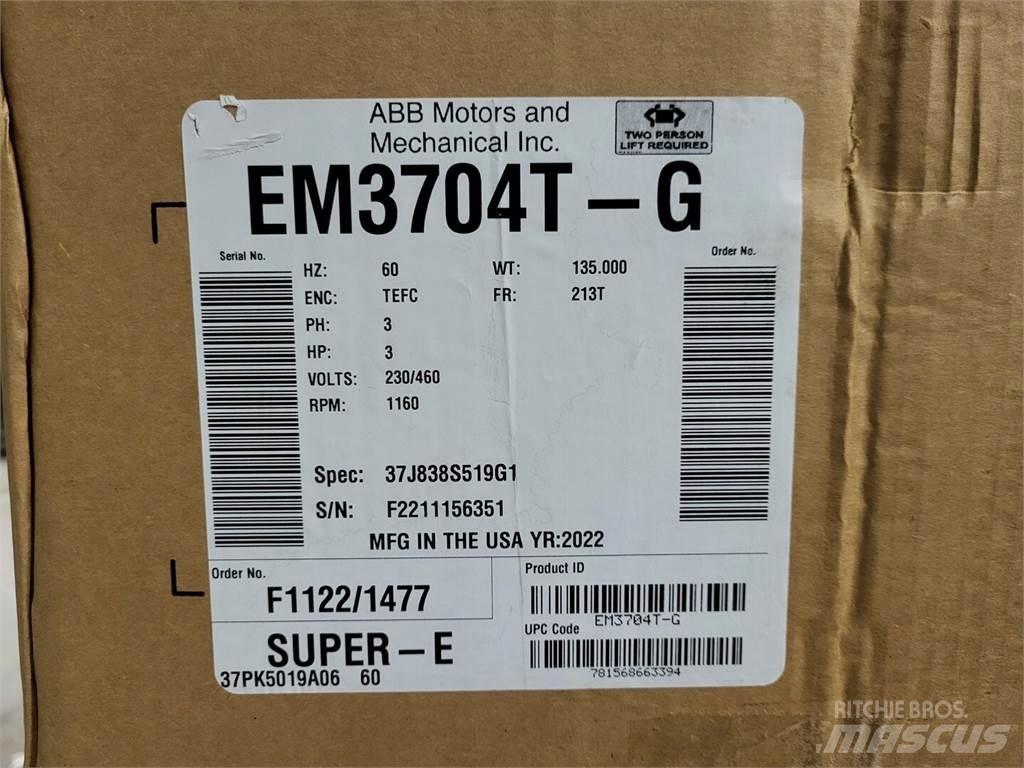 ABB Motors and
Mechanical Inc.
TWO PERSON
LIFT REQUIRED
EM3704T-G
Serial No.
Order No.
HZ: 60 WT: 135.000
ENC: TEFC FR: 213T
PH: 3
HP: 3
VOLTS: 230/460
RPM: 1160
Spec: 37J838S519G1
S/N: F2211156351
MFG IN THE USA YR:2022
Order No.
F1122/1477
Product ID
EM3704T-G
UPC Code
781568663394
SUPER-E
37PK5019A06 60
RITCHIE BROS.
MASCUS